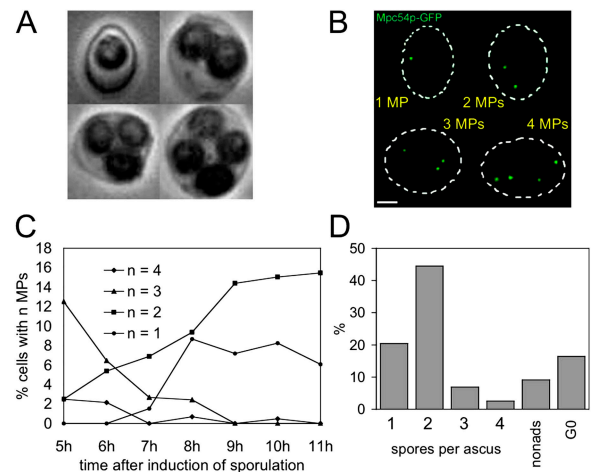 A
B
Mpc54p-GFP
1 MP
2 MPs
3 MPs
4 MPs
C
D
% cells with n MPs
18
16
14
12
10
8
6
4
2
0
n = 4
n = 3
n = 2
n = 1
5h 6h 7h 8h 9h 10h 11h
time after induction of sporulation
%
50
40
30
20
10
0
1 2 3 4 nonads G0
spores per ascus